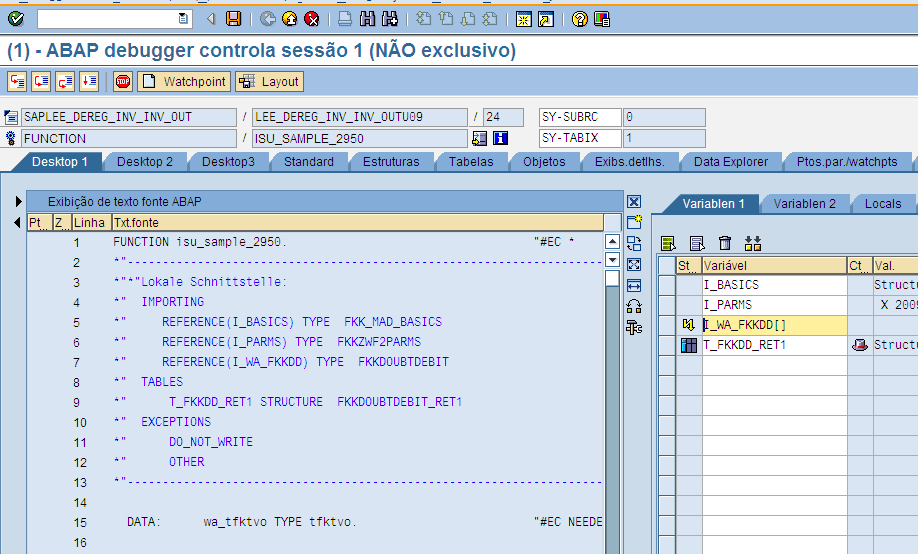 (1) - ABAP debugger controla sessão 1 (NÃO exclusivo)
Watchpoint Layout
SAPLEE_DEREG_INV_INV_OUT / LEE_DEREG_INV_INV_OUTU09 / 24 SY-SUBRC 0
FUNCTION / ISU_SAMPLE_2950 SY-TABIX 1
Desktop 1 Desktop 2 Desktop3 Standard Estruturas Tabelas Objetos Exibs.detlhs. Data Explorer Ptos.par./watchpts
Exibição de texto fonte ABAP
Variablen 1 Variablen 2 Locals
Pt.. Z.. Linha Txt.fonte
1 FUNCTION isu_sample_2950. "#EC *
2 *"----------------------------------------------------------------------
3 *"*"Lokale Schnittstelle:
4 *" IMPORTING
5 *" REFERENCE(I_BASICS) TYPE FKK_MAD_BASICS
6 *" REFERENCE(I_PARMS) TYPE FKKZWF2PARMS
7 *" REFERENCE(I_WA_FKKDD) TYPE FKKDOUBTDEBIT
8 *" TABLES
9 *" T_FKKDD_RET1 STRUCTURE FKKDOUBTDEBIT_RET1
10 *" EXCEPTIONS
11 *" DO_NOT_WRITE
12 *" OTHER
13 *"----------------------------------------------------------------------
14
15 DATA: wa_tfktvo TYPE tfktvo. "#EC NEEDE
16
St.. Variável Ct.. Val.
I_BASICS Structu
I_PARMS X 2009
I_WA_FKKDD[]
T_FKKDD_RET1 Structu